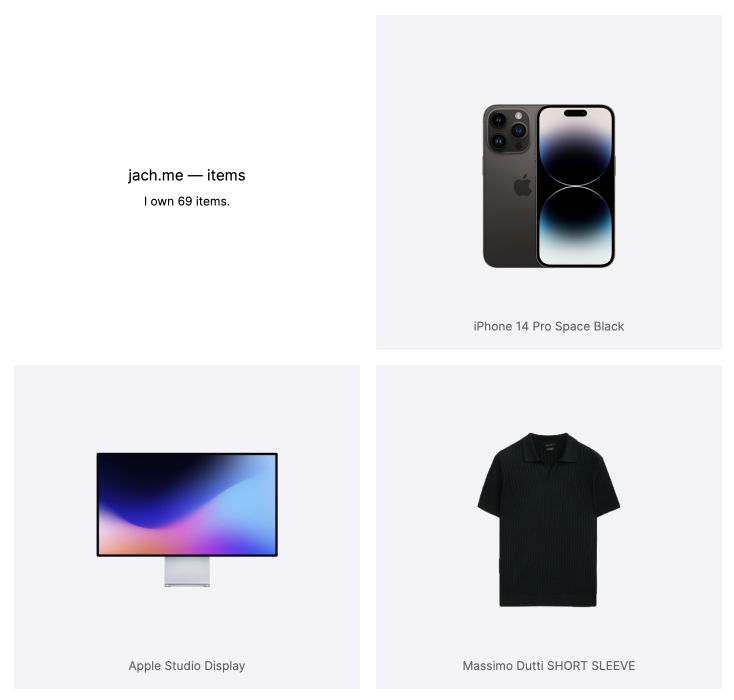 jach.me — items
I own 69 items.
iPhone 14 Pro Space Black
Apple Studio Display
Massimo Dutti SHORT SLEEVE